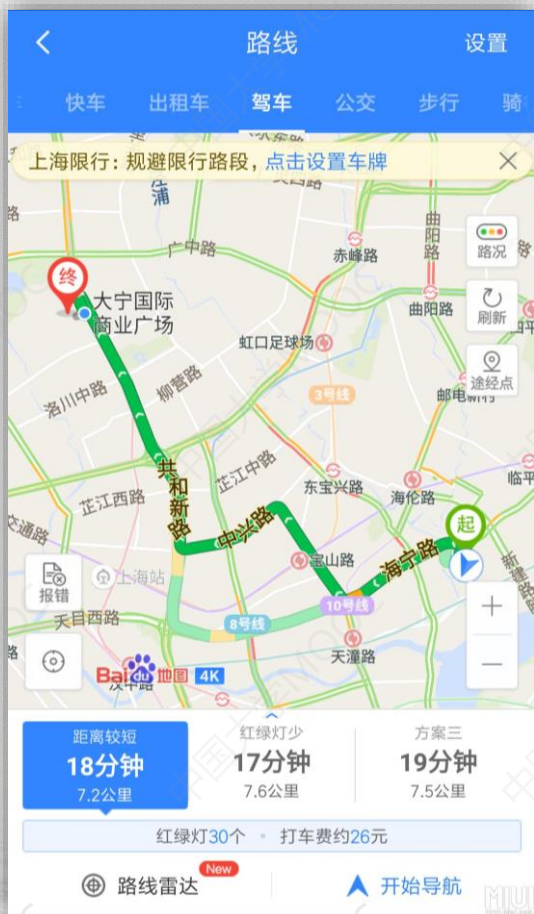 路线
设置
快车
出租车
驾车
公交
步行
骑
上海限行：规避限行路段，点击设置车牌
广中路
赤峰路
曲阳路
路况
终
大宁国际
商业广场
曲阳路
刷新
虹口足球场
柳营路
3号线
途经点
洛川中路
邮电新村
共和新路
芷江中路
东宝兴路
海伦路
临平
芷江西路
交通路
中兴路
起
宝山路
海宁路
新建路
报错
上海站
10号线
天目西路
8号线
天潼路
Bai du 地图 4K
汉中路
距离较短
18分钟
7.2公里
红绿灯少
17分钟
7.6公里
方案三
19分钟
7.5公里
红绿灯30个 • 打车费约26元
路线雷达
New
开始导航
MIUI